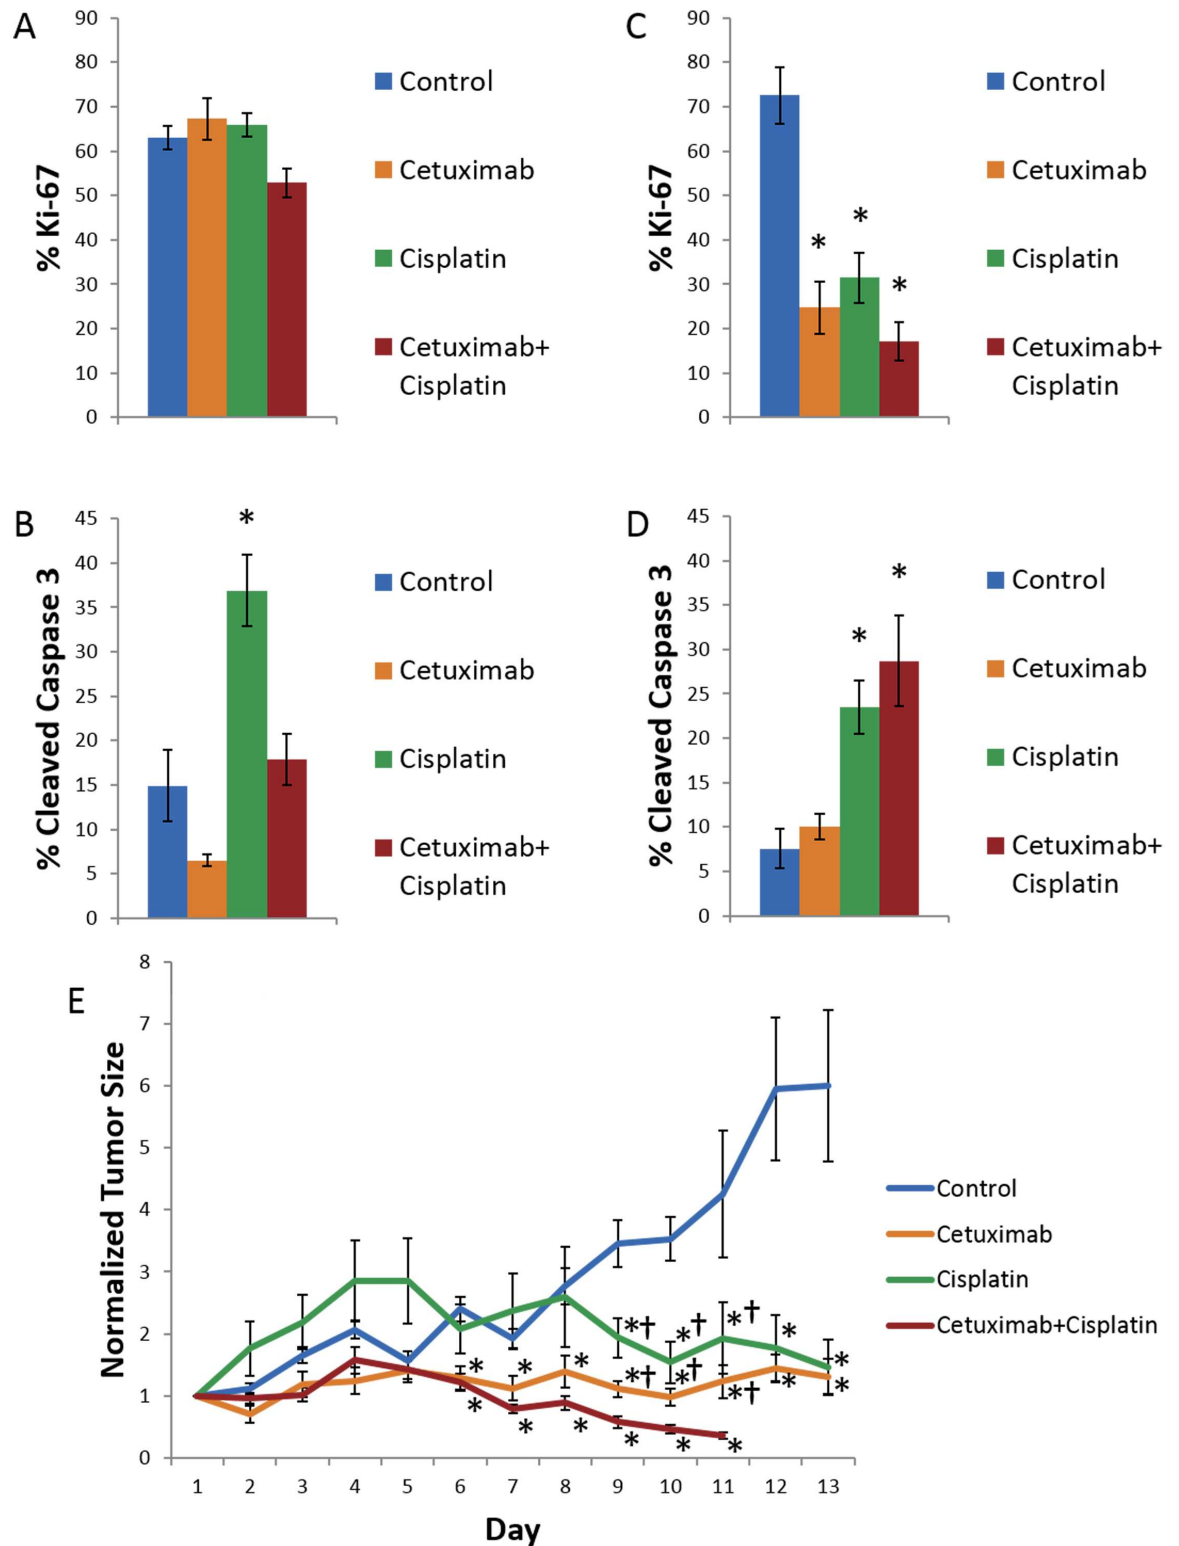 A
% Ki-67
90
80
70
60
50
40
30
20
10
0
Control
Cetuximab
Cisplatin
Cetuximab+
Cisplatin
C
% Ki-67
90
80
70
60
50
40
30
20
10
0
*
*
*
Control
Cetuximab
Cisplatin
Cetuximab+
Cisplatin
B
% Cleaved Caspase 3
45
40
35
30
25
20
15
10
5
0
*
Control
Cetuximab
Cisplatin
Cetuximab+
Cisplatin
D
% Cleaved Caspase 3
45
40
35
30
25
20
15
10
5
0
*
*
Control
Cetuximab
Cisplatin
Cetuximab+
Cisplatin
E
Normalized Tumor Size
8
7
6
5
4
3
2
1
0
*† *† *† * *
* * * *† *† *† * *
* * * * * *
1 2 3 4 5 6 7 8 9 10 11 12 13
Day
Control
Cetuximab
Cisplatin
Cetuximab+Cisplatin